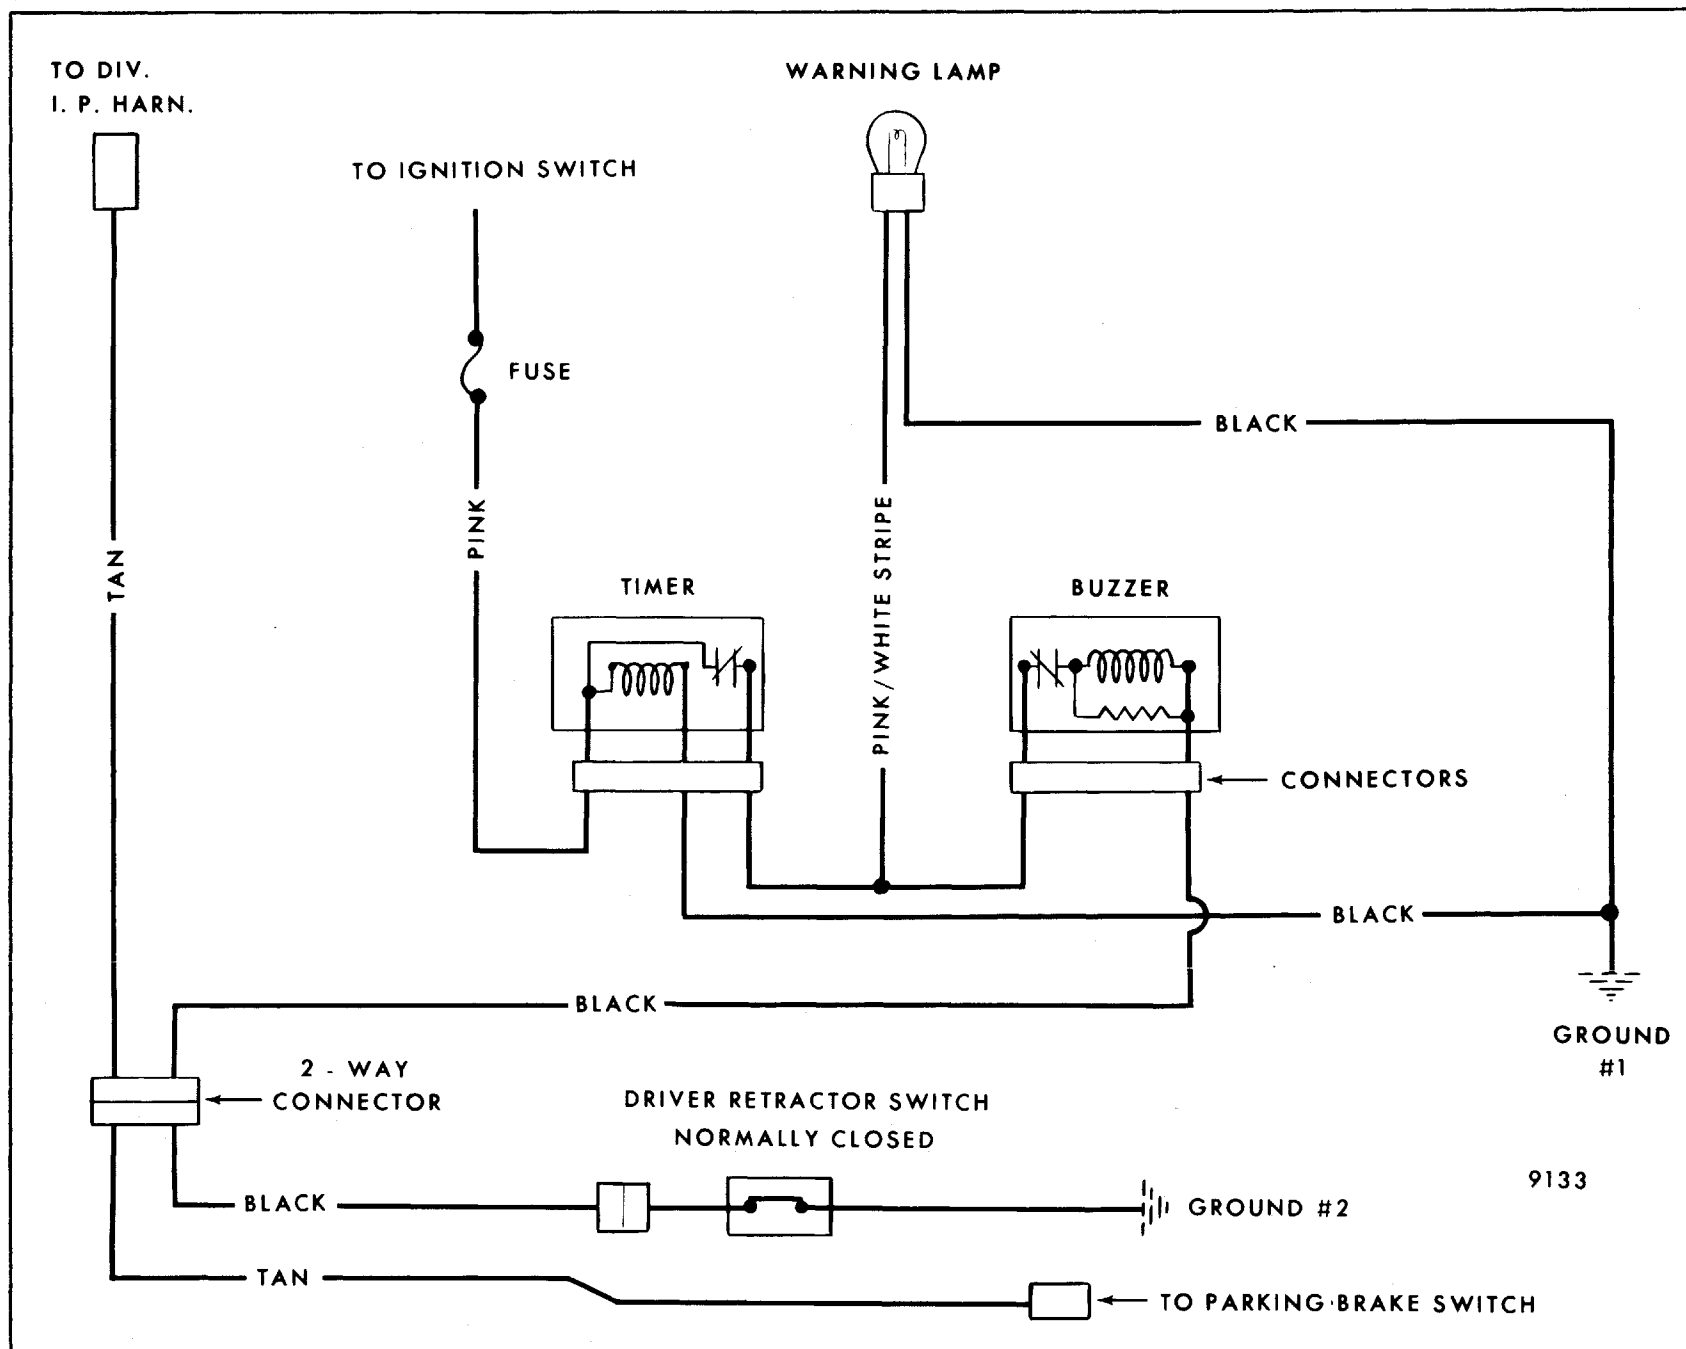 TO DIV.
I. P. HARN.
WARNING LAMP
TO IGNITION SWITCH
FUSE
BLACK
PINK
PINK/WHITE STRIPE
TAN
TIMER
BUZZER
CONNECTORS
BLACK
BLACK
GROUND
#1
2 - WAY
CONNECTOR
DRIVER RETRACTOR SWITCH
NORMALLY CLOSED
9133
BLACK
GROUND #2
TAN
TO PARKING BRAKE SWITCH